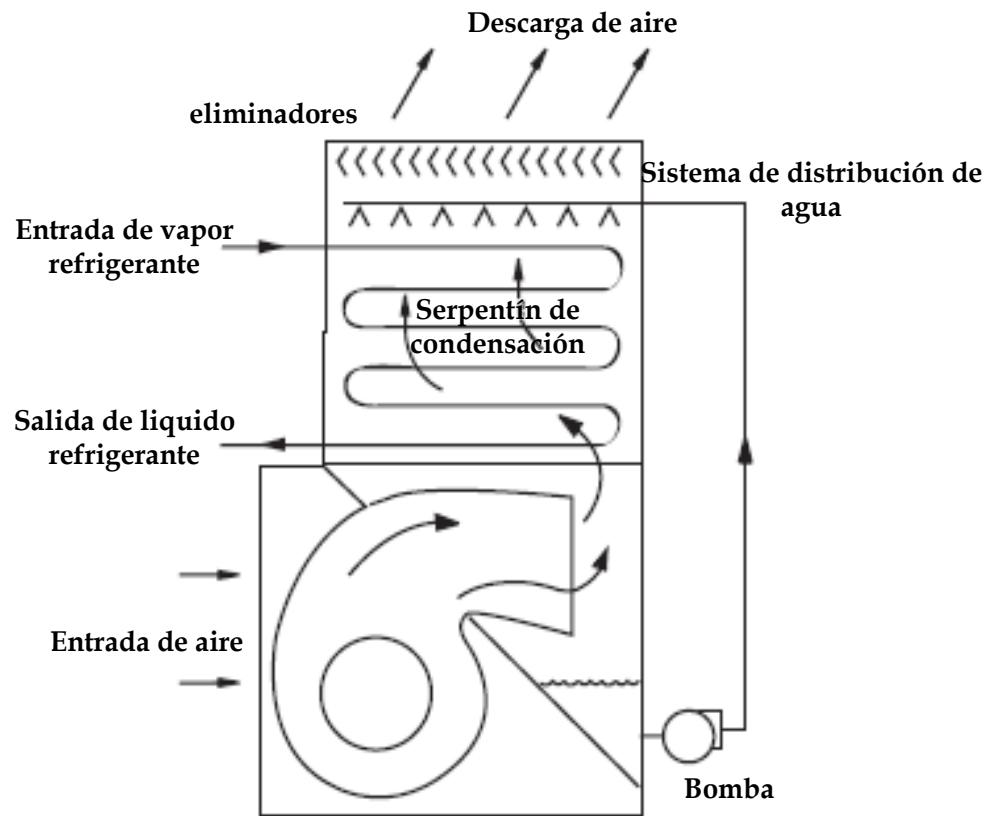 Descarga de aire
eliminadores
Sistema de distribución de
agua
Entrada de vapor
refrigerante
Serpentín de
condensación
Salida de liquido
refrigerante
Entrada de aire
Bomba